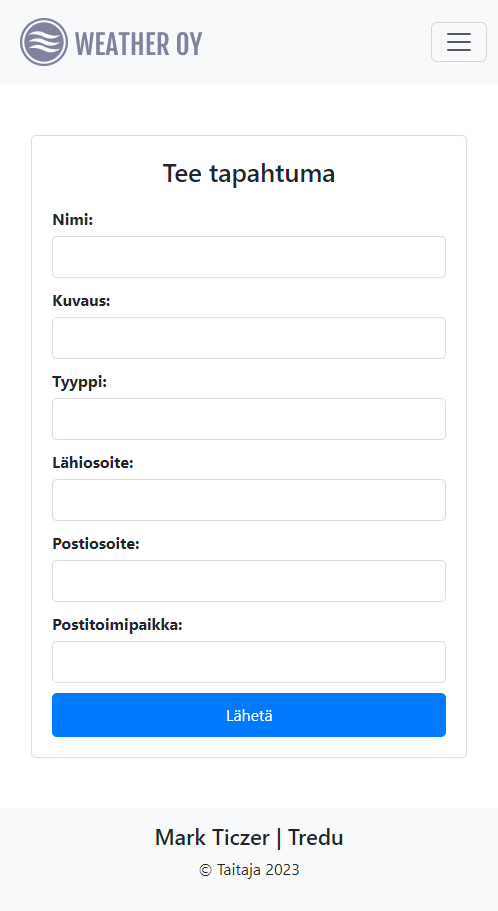 WEATHER OY
Tee tapahtuma
Nimi:
Kuvaus:
Tyyppi:
Lähiosoite:
Postiosoite:
Postitoimipaikka:
Lähetä
Mark Ticzer | Tredu
© Taitaja 2023